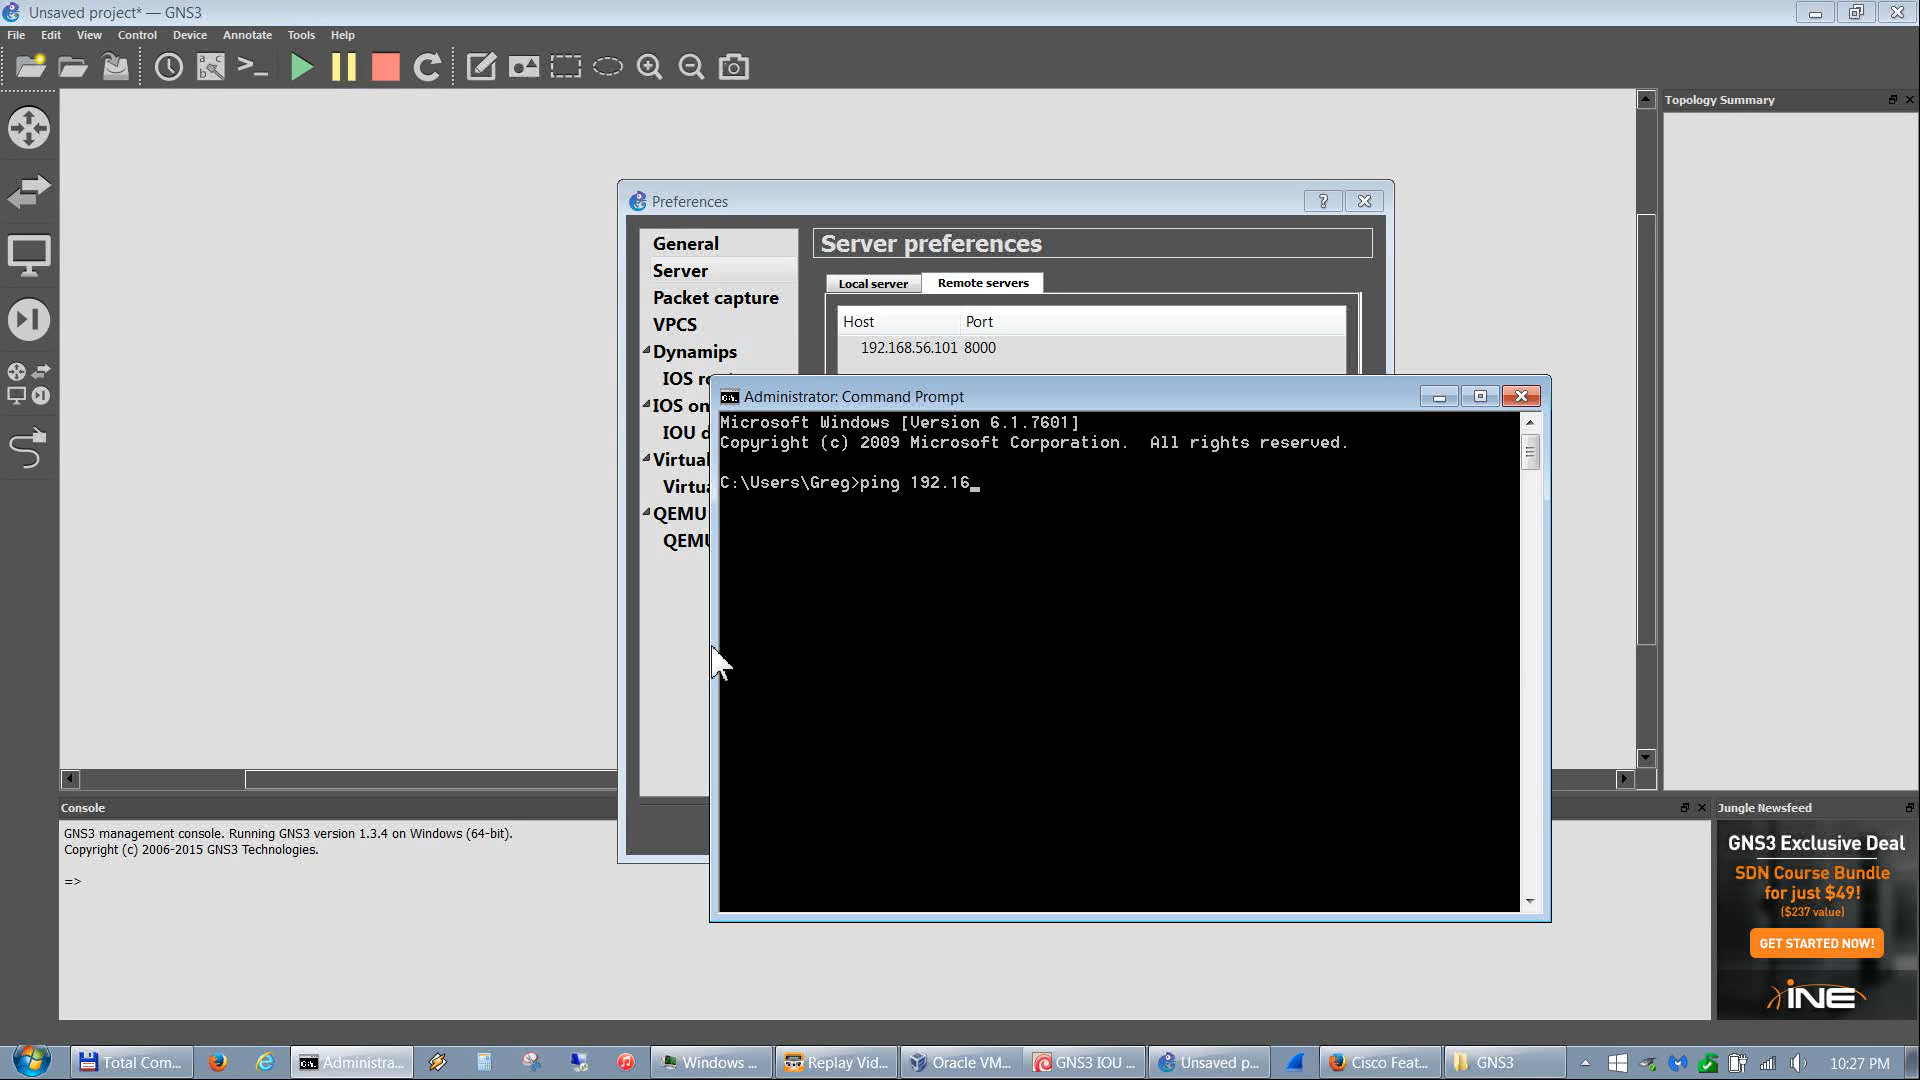 Unsaved project* — GNS3
File Edit View Control Device Annotate Tools Help
Topology Summary
Preferences
General
Server
Packet capture
VPCS
Dynamips
IOS on
Virtual
QEMU
QEMU
Server preferences
Local server Remote servers
Host Port
192.168.56.101 8000
Administrator: Command Prompt
Microsoft Windows [Version 6.1.7601]
Copyright (c) 2009 Microsoft Corporation. All rights reserved.
C:\Users\Greg>ping 192.16_
Console
GNS3 management console. Running GNS3 version 1.3.4 on Windows (64-bit).
Copyright (c) 2006-2015 GNS3 Technologies.
=>
Jungle Newsfeed
GNS3 Exclusive Deal
SDN Course Bundle
for just $49!
($237 value)
GET STARTED NOW!
INE
Total Com... Administra... Windows ... Replay Vid... Oracle VM... GNS3 IOU ... Unsaved p... Cisco Feat... GNS3 10:27 PM